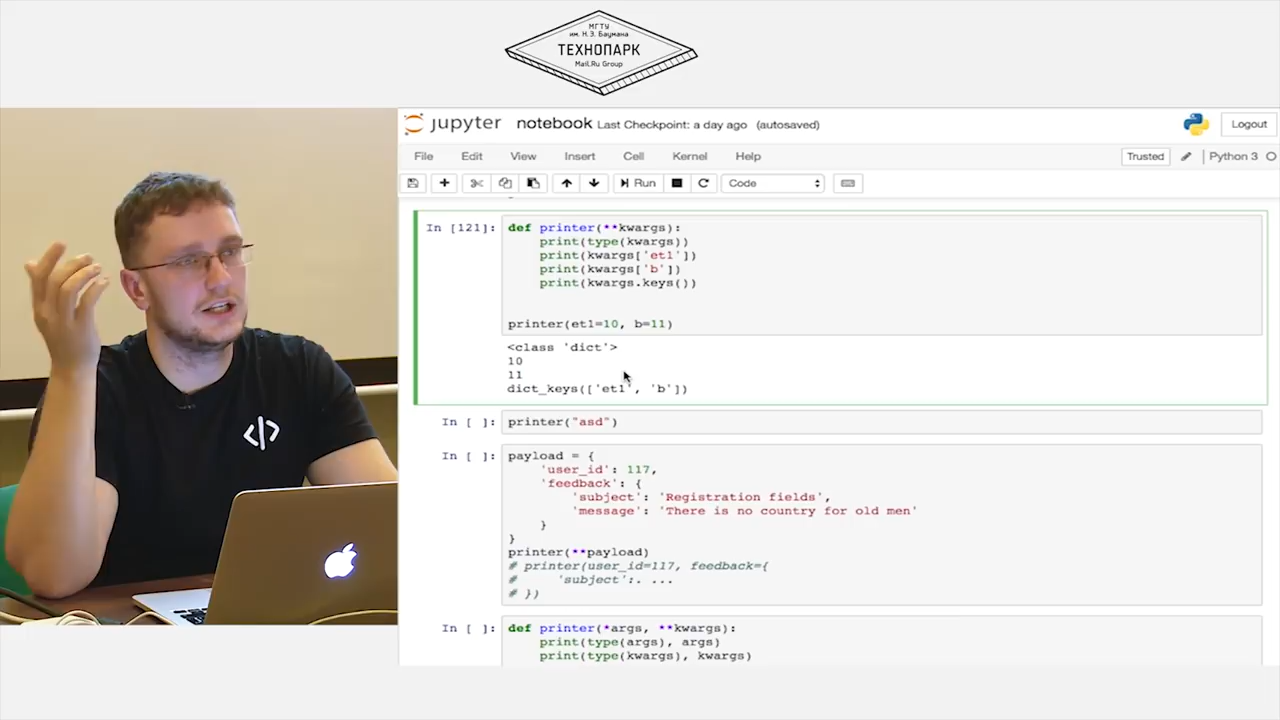 МГТУ
им. Н.Э. Баумана
ТЕХНОПАРК
Mail.Ru Group
jupyter notebook Last Checkpoint: a day ago (autosaved)
Logout
File Edit View Insert Cell Kernel Help
Trusted Python 3
Run Code
In [121]: def printer(**kwargs):
print(type(kwargs))
print(kwargs['et1'])
print(kwargs['b'])
print(kwargs.keys())
printer(et1=10, b=11)
<class 'dict'>
10
11
dict_keys(['et1', 'b'])
In [ ]: printer("asd")
In [ ]: payload = {
'user_id': 117,
'feedback': {
'subject': 'Registration fields',
'message': 'There is no country for old men'
}
}
printer(**payload)
# printer(user_id=117, feedback={
# 'subject':. ...
# })
In [ ]: def printer(*args, **kwargs):
print(type(args), args)
print(type(kwargs), kwargs)